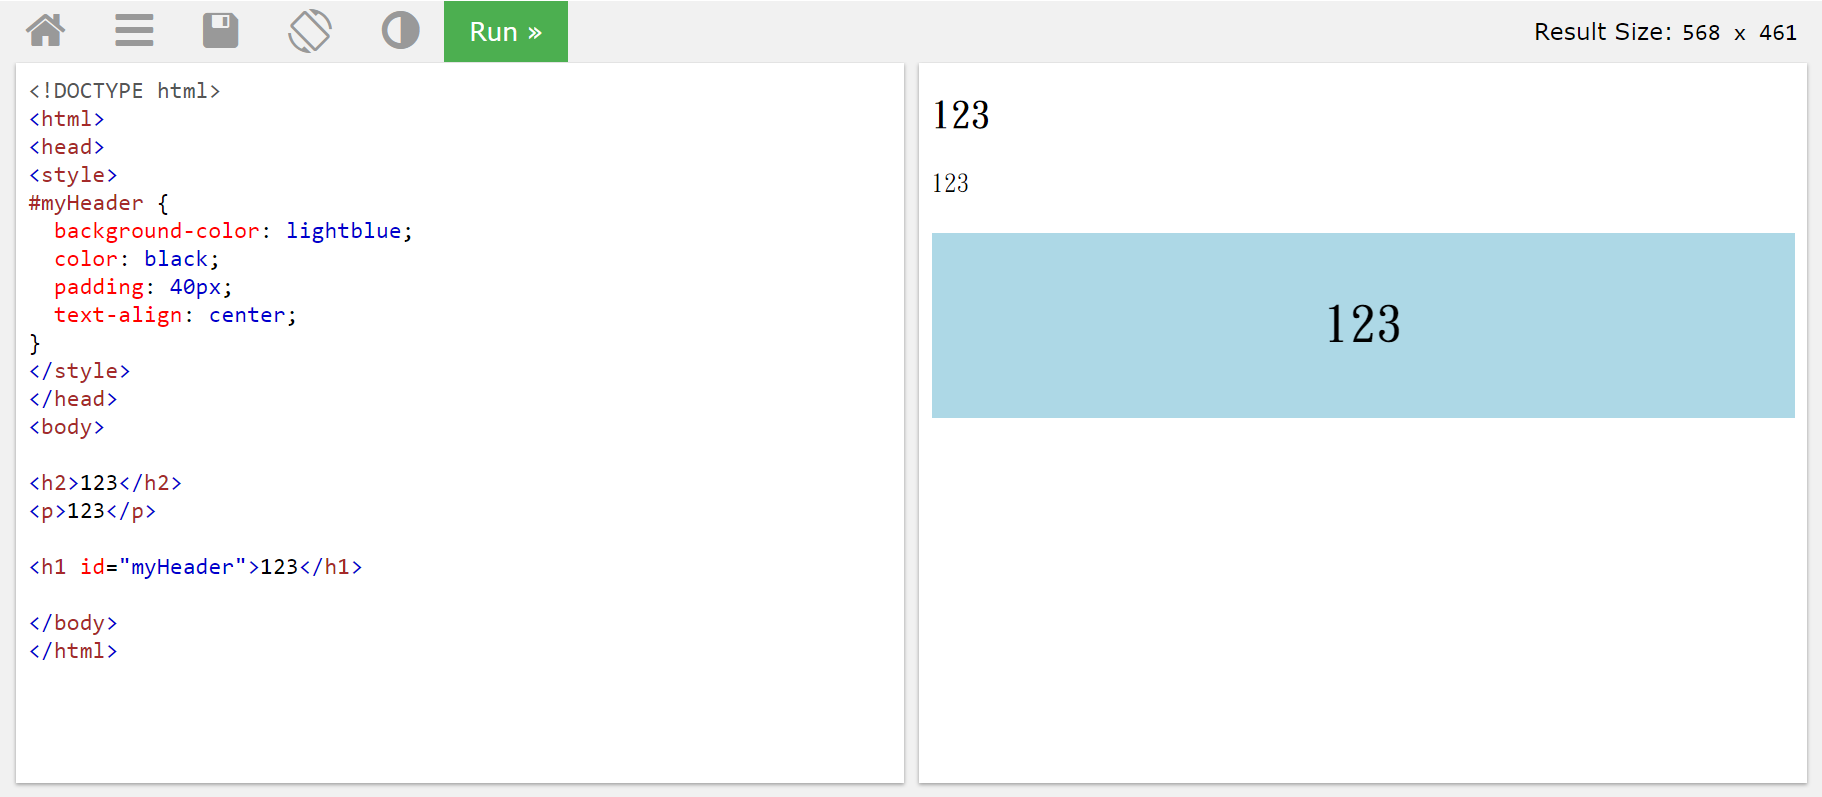 Run »
Result Size: 568 x 461
<!DOCTYPE html>
<html>
<head>
<style>
#myHeader {
  background-color: lightblue;
  color: black;
  padding: 40px;
  text-align: center;
}
</style>
</head>
<body>

<h2>123</h2>
<p>123</p>

<h1 id="myHeader">123</h1>

</body>
</html>
123
123
123